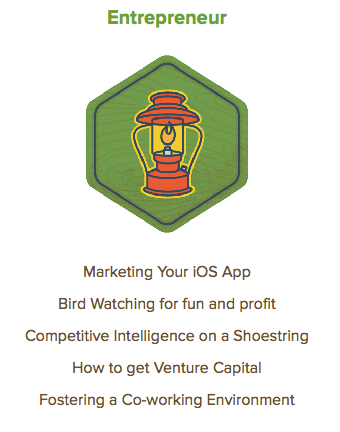 Entrepreneur
Marketing Your iOS App
Bird Watching for fun and profit
Competitive Intelligence on a Shoestring
How to get Venture Capital
Fostering a Co-working Environment